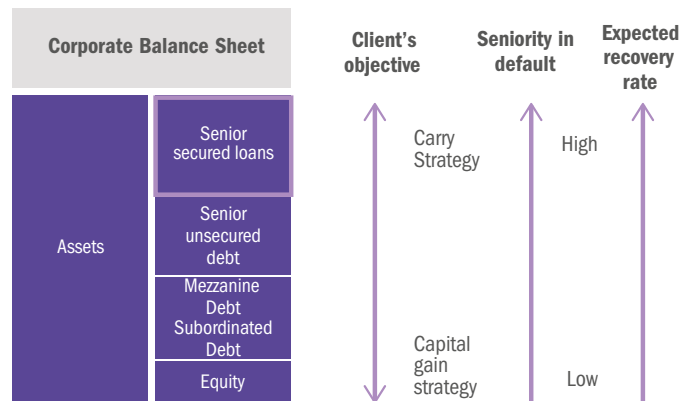 Corporate Balance Sheet
Client's
objective
Seniority in
default
Expected
recovery
rate
Assets
Senior
secured loans
Senior
unsecured
debt
Mezzanine
Debt
Subordinated
Debt
Equity
Carry
Strategy
Capital
gain
strategy
High
Low